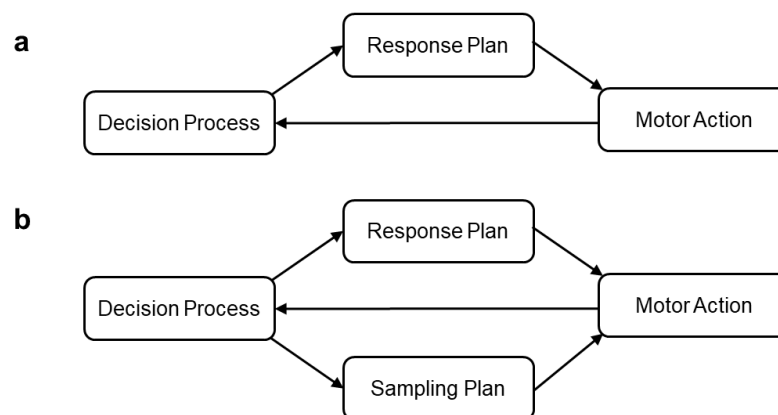 a
Response Plan
Decision Process
Motor Action
b
Response Plan
Decision Process
Motor Action
Sampling Plan